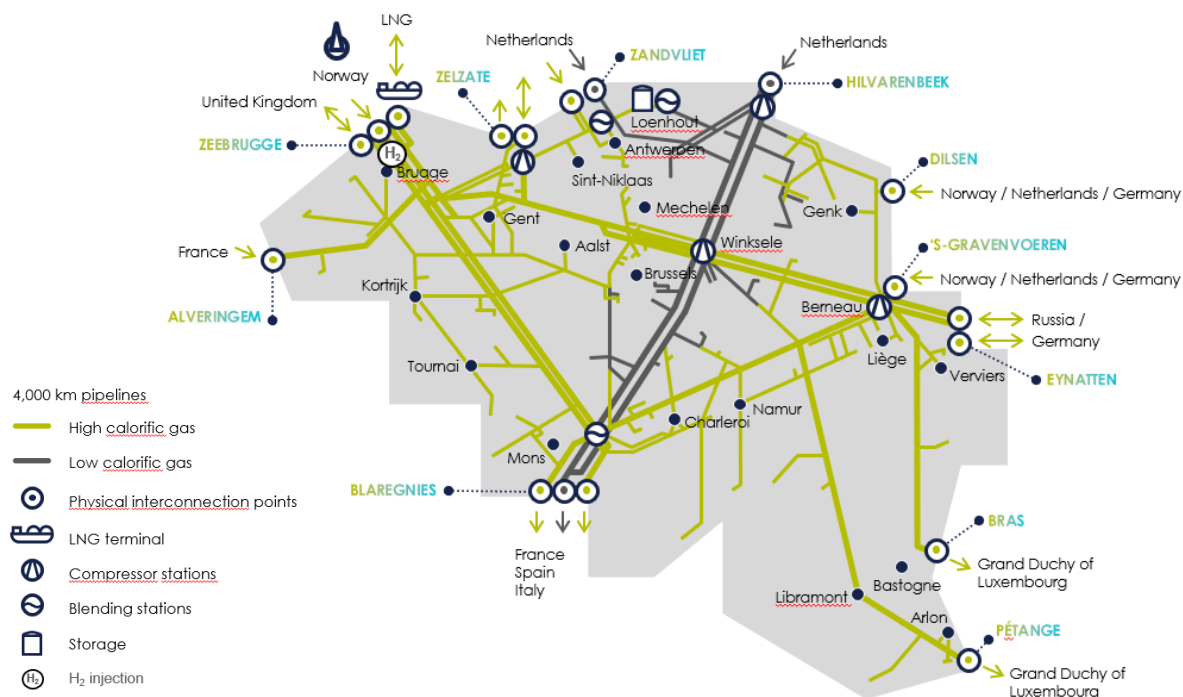 LNG
Netherlands
ZANDVLIET
Netherlands
Norway
ZELZATE
HILVARENBEEK
United Kingdom
Loenhout
ZEEBRUGGE
H₂
Antwerpen
DILSEN
Brugge
Sint-Niklaas
Norway / Netherlands / Germany
Mechelen
Genk
Gent
France
Aalst
Winksele
'S-GRAVENVOEREN
Brussels
Norway / Netherlands / Germany
Kortrijk
Berneau
ALVERINGEM
Russia /
Germany
Liège
Tournai
Verviers
EYNATTEN
4,000 km pipelines
High calorific gas
Low calorific gas
Physical interconnection points
LNG terminal
Compressor stations
Blending stations
Storage
H₂
H₂ injection
Namur
Charleroi
Mons
BLAREGNIES
France
Spain
Italy
BRAS
Grand Duchy of
Luxembourg
Bastogne
Libramont
Arlon
PÉTANGE
Grand Duchy of
Luxembourg